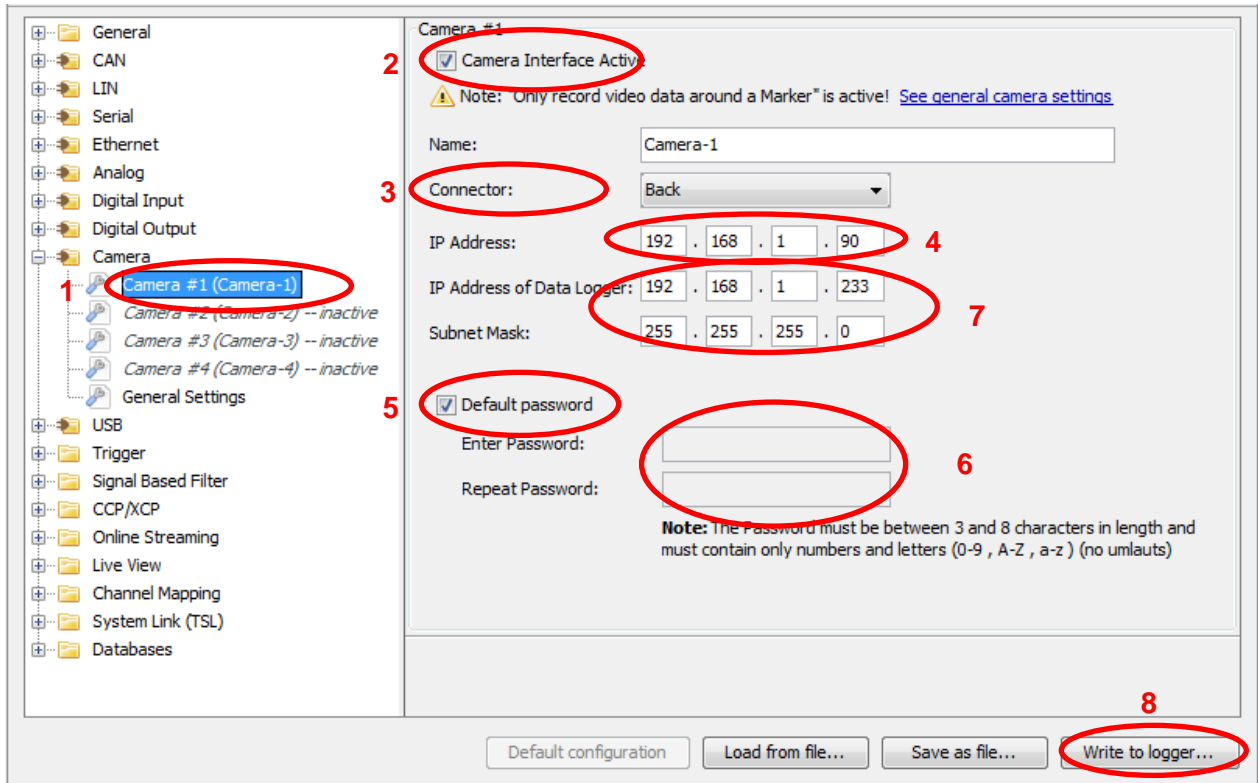 General
CAN
LIN
Serial
Ethernet
Analog
Digital Input
Digital Output
Camera
1 Camera #1 (Camera-1)
Camera #2 (Camera-2) -- inactive
Camera #3 (Camera-3) -- inactive
Camera #4 (Camera-4) -- inactive
General Settings
USB
Trigger
Signal Based Filter
CCP/XCP
Online Streaming
Live View
Channel Mapping
System Link (TSL)
Databases
Camera #1
2 Camera Interface Active
Note: "Only record video data around a Marker" is active! See general camera settings
Name: Camera-1
3 Connector: Back
IP Address: 192 . 168 . 1 . 90 4
IP Address of Data Logger: 192 . 168 . 1 . 233
7
Subnet Mask: 255 . 255 . 255 . 0
5 Default password
Enter Password:
6
Repeat Password:
Note: The Password must be between 3 and 8 characters in length and
must contain only numbers and letters (0-9 , A-Z , a-z ) (no umlauts)
8
Default configuration Load from file... Save as file... Write to logger...